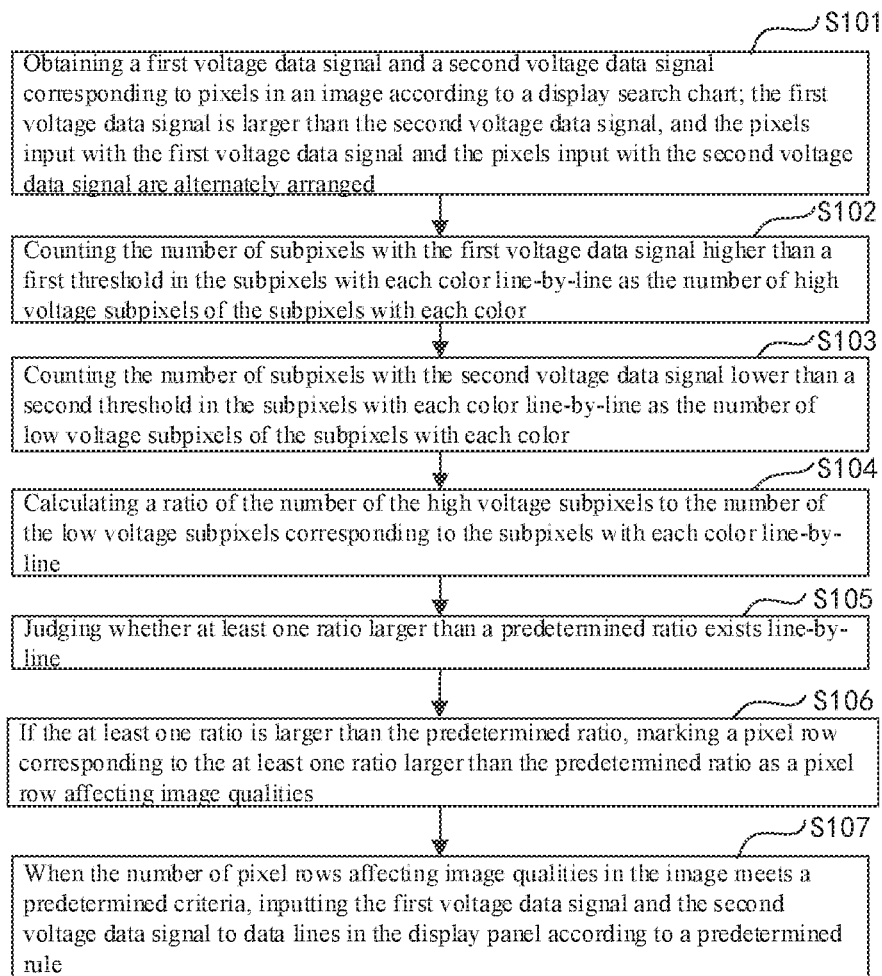 S101
Obtaining a first voltage data signal and a second voltage data signal
corresponding to pixels in an image according to a display search chart; the first
voltage data signal is larger than the second voltage data signal, and the pixels
input with the first voltage data signal and the pixels input with the second voltage
data signal are alternately arranged
S102
Counting the number of subpixels with the first voltage data signal higher than a
first threshold in the subpixels with each color line-by-line as the number of high
voltage subpixels of the subpixels with each color
S103
Counting the number of subpixels with the second voltage data signal lower than a
second threshold in the subpixels with each color line-by-line as the number of
low voltage subpixels of the subpixels with each color
S104
Calculating a ratio of the number of the high voltage subpixels to the number of
the low voltage subpixels corresponding to the subpixels with each color line-by-
line
S105
Judging whether at least one ratio larger than a predetermined ratio exists line-by-
line
S106
If the at least one ratio is larger than the predetermined ratio, marking a pixel row
corresponding to the at least one ratio larger than the predetermined ratio as a pixel
row affecting image qualities
S107
When the number of pixel rows affecting image qualities in the image meets a
predetermined criteria, inputting the first voltage data signal and the second
voltage data signal to data lines in the display panel according to a predetermined
rule